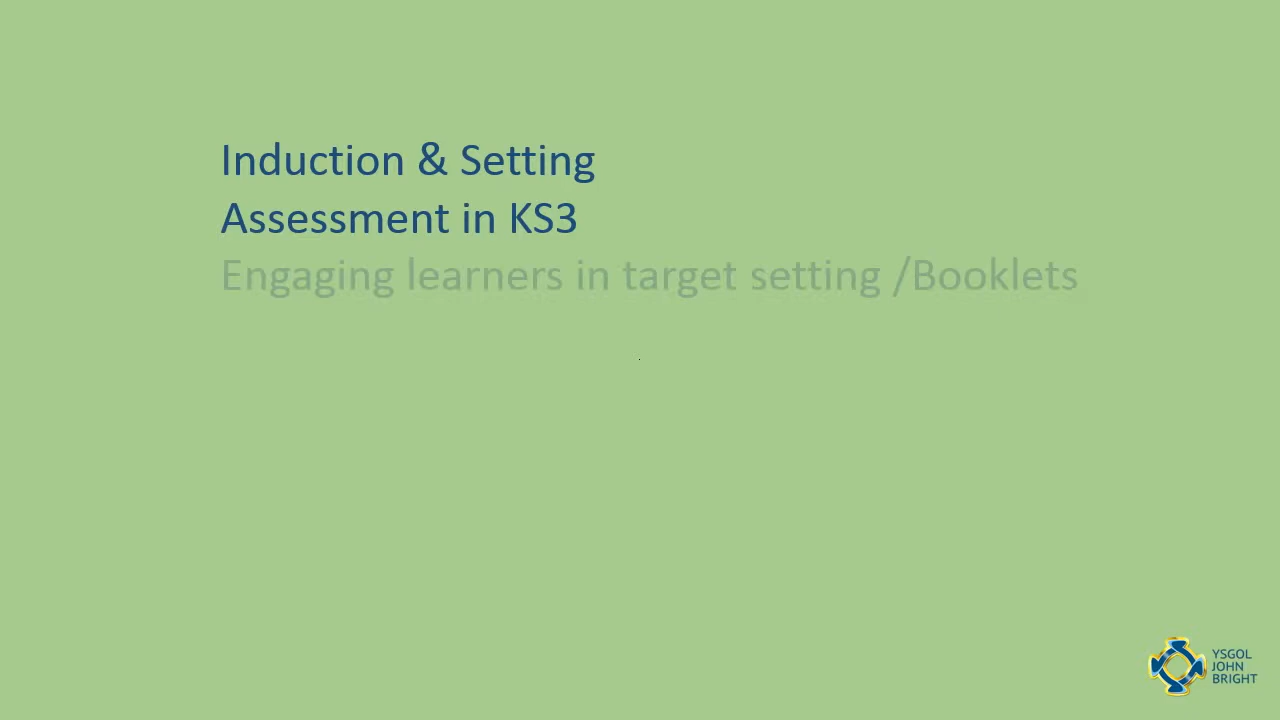 Induction & Setting
Assessment in KS3
Engaging learners in target setting /Booklets
YSGOL
JOHN
BRIGHT